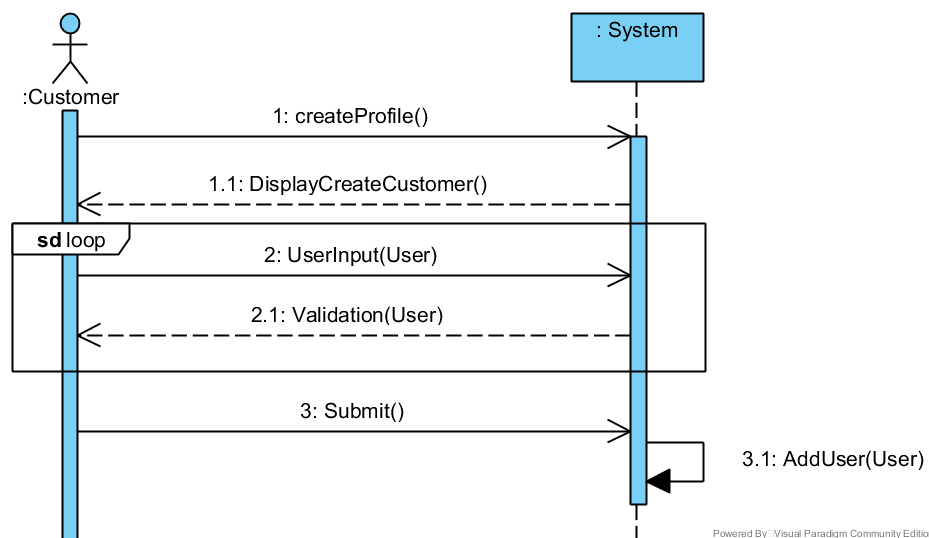 : System
:Customer
1: createProfile()
1.1: DisplayCreateCustomer()
sd loop
2: UserInput(User)
2.1: Validation(User)
3: Submit()
3.1: AddUser(User)
Powered By Visual Paradigm Community Editio